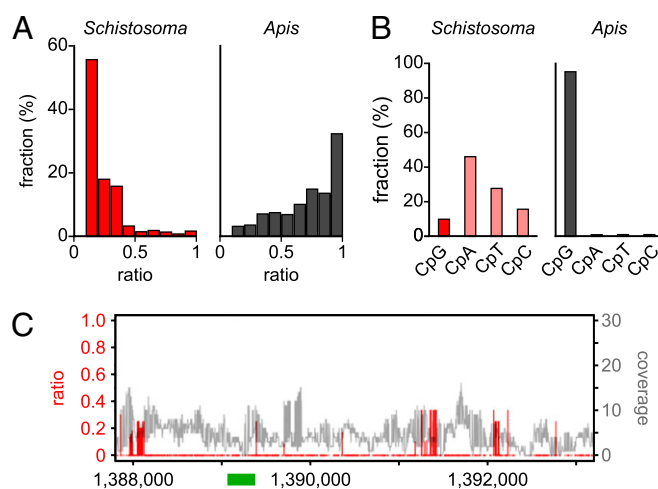 A
Schistosoma
Apis
fraction (%)
60
40
20
0
0 0.5 1
0 0.5 1
ratio
ratio
B
Schistosoma
Apis
fraction (%)
100
80
60
40
20
0
CpG CpA CpT CpC
CpG CpA CpT CpC
C
ratio
1.0
0.8
0.6
0.4
0.2
0
30
20
10
0
coverage
1,388,000 1,390,000 1,392,000